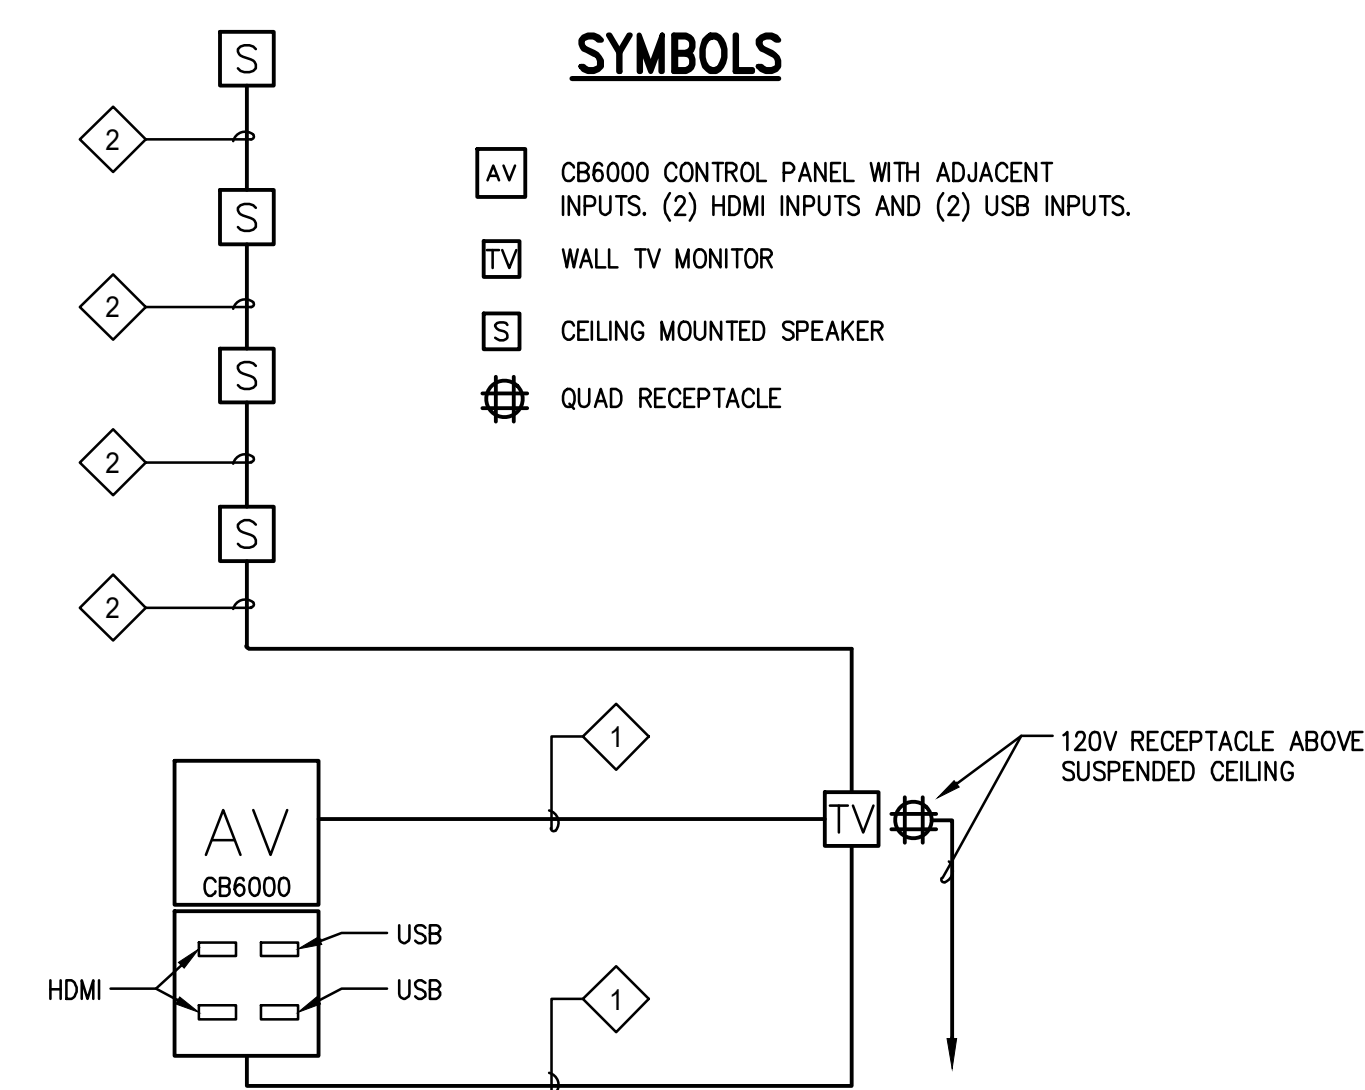 SYMBOLS
S
2
AV
CB6000 CONTROL PANEL WITH ADJACENT
INPUTS. (2) HDMI INPUTS AND (2) USB INPUTS.
S
TV
WALL TV MONITOR
2
S
CEILING MOUNTED SPEAKER
S
QUAD RECEPTACLE
2
S
2
1
120V RECEPTACLE ABOVE
SUSPENDED CEILING
AV
CB6000
TV
USB
HDMI
USB
1